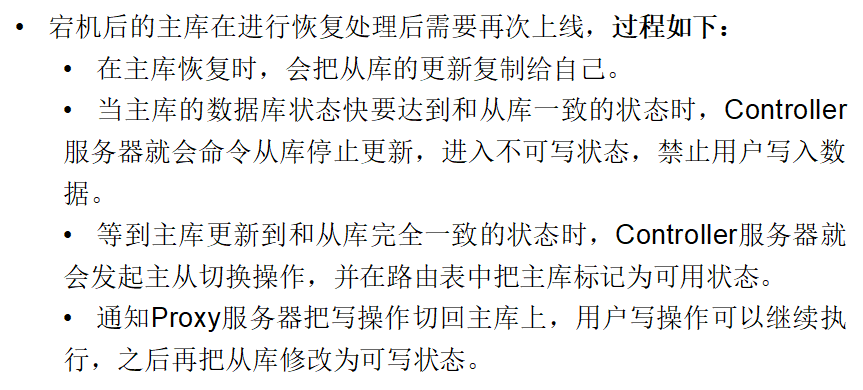 • 宕机后的主库在进行恢复处理后需要再次上线，过程如下：
• 在主库恢复时，会把从库的更新复制给自己。
• 当主库的数据库状态快要达到和从库一致的状态时，Controller
服务器就会命令从库停止更新，进入不可写状态，禁止用户写入数
据。
• 等到主库更新到和从库完全一致的状态时，Controller服务器就
会发起主从切换操作，并在路由表中把主库标记为可用状态。
• 通知Proxy服务器把写操作切回主库上，用户写操作可以继续执
行，之后再把从库修改为可写状态。